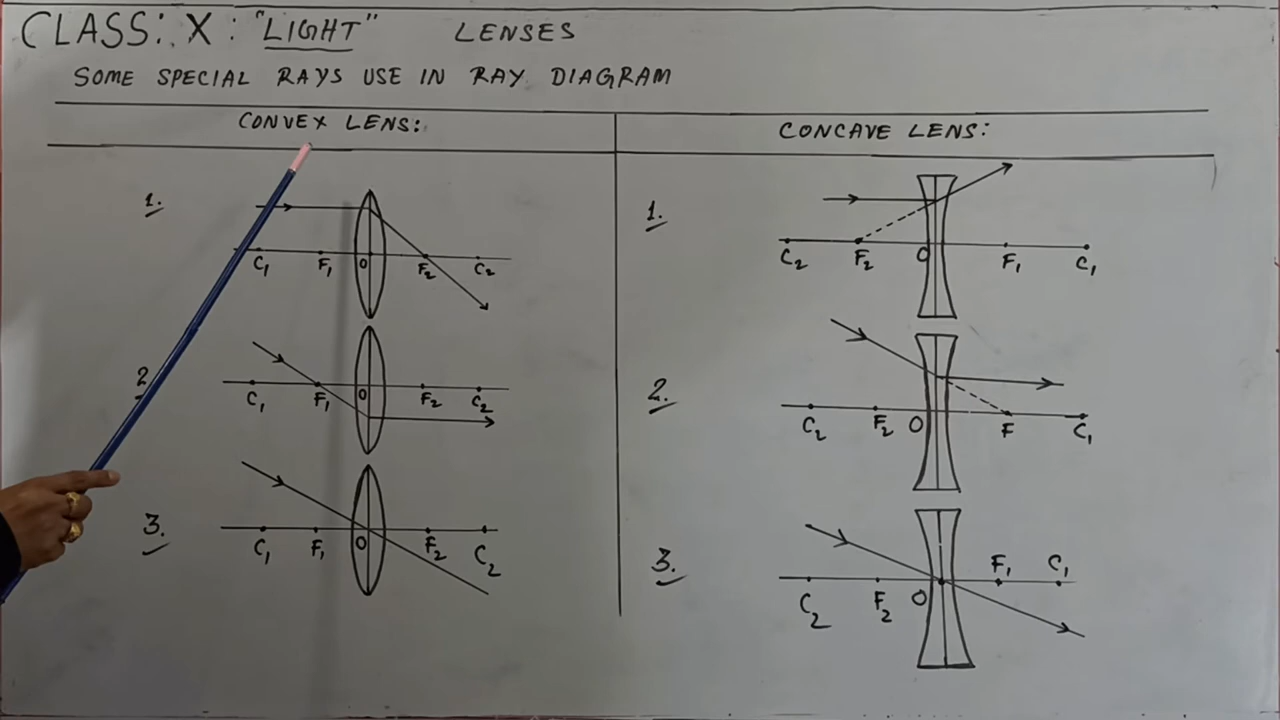 CLASS: X : "LIGHT" LENSES
SOME SPECIAL RAYS USE IN RAY DIAGRAM
CONVEX LENS:
1.
C₁ F₁ O F₂ C₂
2
C₁ F₁ O F₂ C₂
3.
C₁ F₁ O F₂ C₂
CONCAVE LENS:
1.
C₂ F₂ O F₁ C₁
2.
C₂ F₂ O F C₁
3.
C₂ F₂ O F₁ C₁